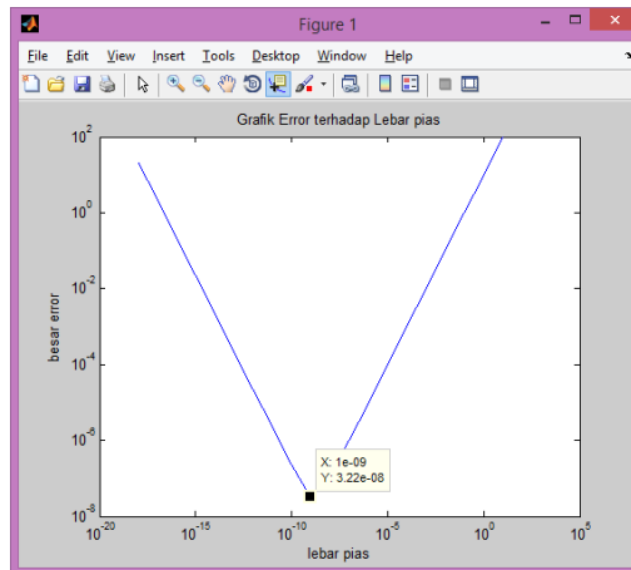 Figure 1
File Edit View Insert Tools Desktop Window Help
Grafik Error terhadap Lebar pias
10^2
10^0
10^-2
10^-4
10^-6
10^-8
besar error
X: 1e-09
Y: 3.22e-08
10^-20 10^-15 10^-10 10^-5 10^0 10^5
lebar pias